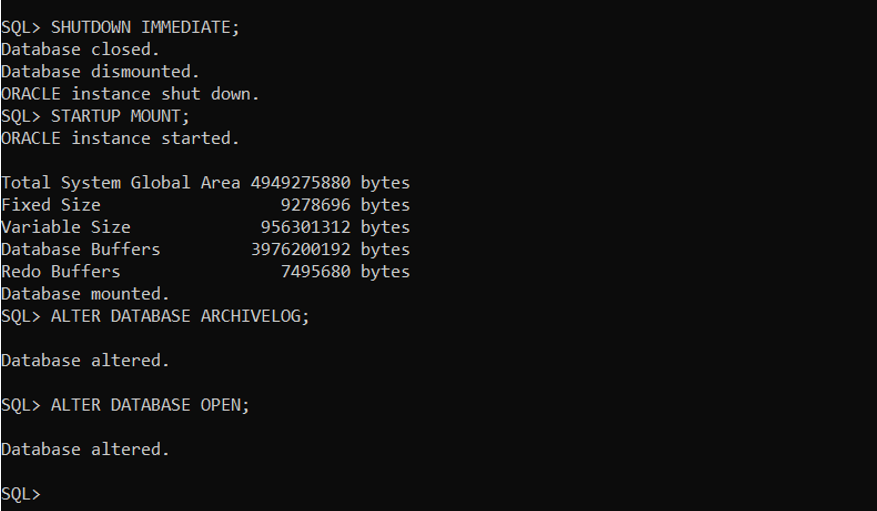 SQL> SHUTDOWN IMMEDIATE;
Database closed.
Database dismounted.
ORACLE instance shut down.
SQL> STARTUP MOUNT;
ORACLE instance started.
Total System Global Area 4949275880 bytes
Fixed Size 9278696 bytes
Variable Size 956301312 bytes
Database Buffers 3976200192 bytes
Redo Buffers 7495680 bytes
Database mounted.
SQL> ALTER DATABASE ARCHIVELOG;
Database altered.
SQL> ALTER DATABASE OPEN;
Database altered.
SQL>